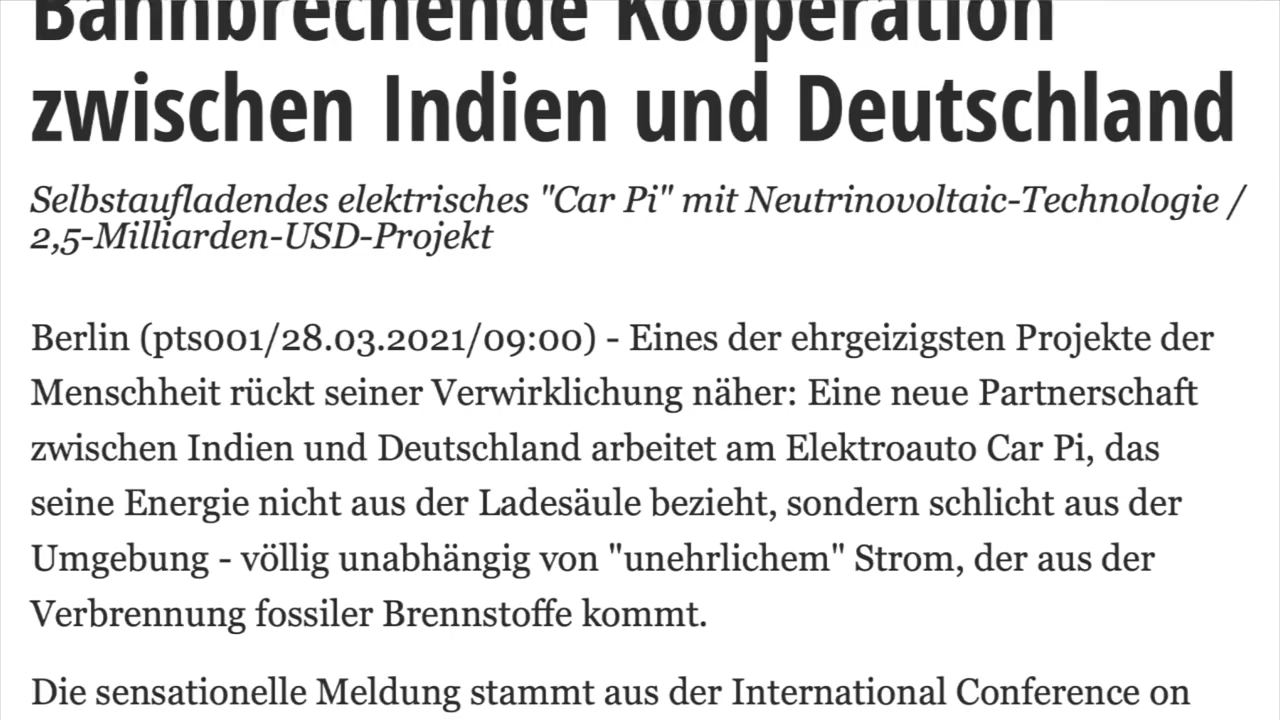 Bahnbrechende Kooperation
zwischen Indien und Deutschland
Selbstaufladendes elektrisches "Car Pi" mit Neutrinovoltaic-Technologie /
2,5-Milliarden-USD-Projekt
Berlin (pts001/28.03.2021/09:00) - Eines der ehrgeizigsten Projekte der
Menschheit rückt seiner Verwirklichung näher: Eine neue Partnerschaft
zwischen Indien und Deutschland arbeitet am Elektroauto Car Pi, das
seine Energie nicht aus der Ladesäule bezieht, sondern schlicht aus der
Umgebung - völlig unabhängig von "unehrlichem" Strom, der aus der
Verbrennung fossiler Brennstoffe kommt.
Die sensationelle Meldung stammt aus der International Conference on